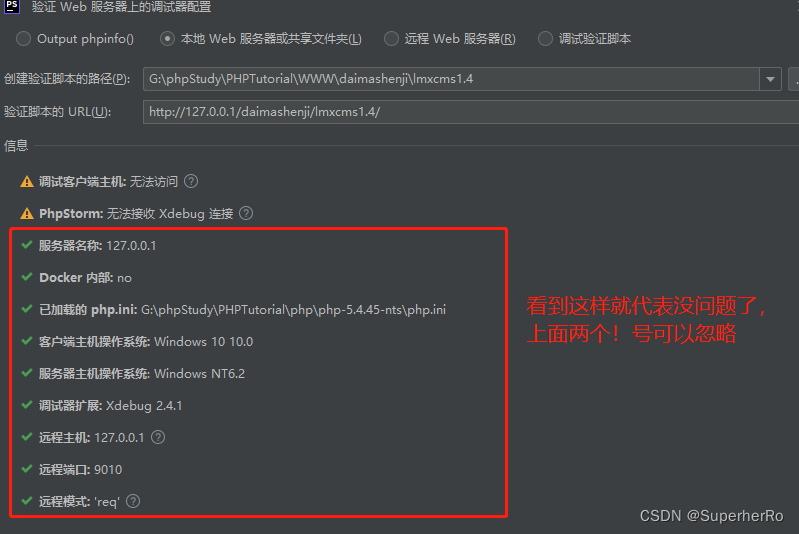 PS 验证 Web 服务器上的调试器配置
Output phpinfo() 本地 Web 服务器或共享文件夹(L) 远程 Web 服务器(R) 调试验证脚本
创建验证脚本的路径(P): G:\phpStudy\PHPTutorial\WWW\daimashenji\lmxcms1.4
验证脚本的 URL(U): http://127.0.0.1/daimashenji/lmxcms1.4/
信息
调试客户端主机: 无法访问
PhpStorm: 无法接收 Xdebug 连接
服务器名称: 127.0.0.1
Docker 内部: no
已加载的 php.ini: G:\phpStudy\PHPTutorial\php\php-5.4.45-nts\php.ini
客户端主机操作系统: Windows 10 10.0
服务器主机操作系统: Windows NT6.2
调试器扩展: Xdebug 2.4.1
远程主机: 127.0.0.1
远程端口: 9010
远程模式: 'req'
看到这样就代表没问题了，
上面两个！号可以忽略
CSDN @SuperherRo